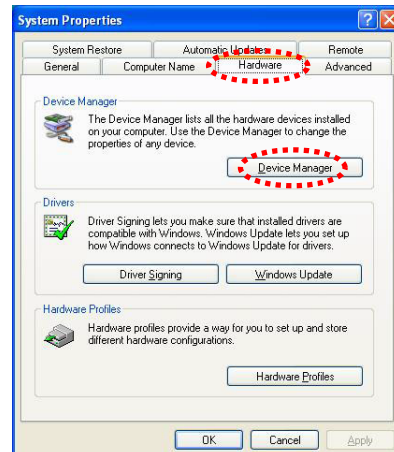 System Properties
System Restore Automatic Updates Remote
General Computer Name Hardware Advanced
Device Manager
The Device Manager lists all the hardware devices installed
on your computer. Use the Device Manager to change the
properties of any device.
Device Manager
Drivers
Driver Signing lets you make sure that installed drivers are
compatible with Windows. Windows Update lets you set up
how Windows connects to Windows Update for drivers.
Driver Signing Windows Update
Hardware Profiles
Hardware profiles provide a way for you to set up and store
different hardware configurations.
Hardware Profiles
OK Cancel Apply